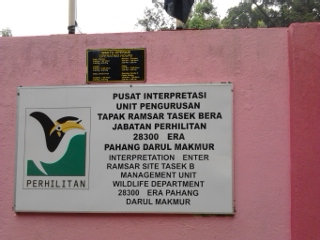 PUSAT INTERPRETASI
UNIT PENGURUSAN
TAPAK RAMSAR TASEK BERA
JABATAN PERHILITAN
28300 ERA
PAHANG DARUL MAKMUR
INTERPRETATION ENTER
RAMSAR SITE TASEK B
MANAGEMENT UNIT
WILDLIFE DEPARTMENT
28300 ERA PAHANG
DARUL MAKMUR
PERHILITAN